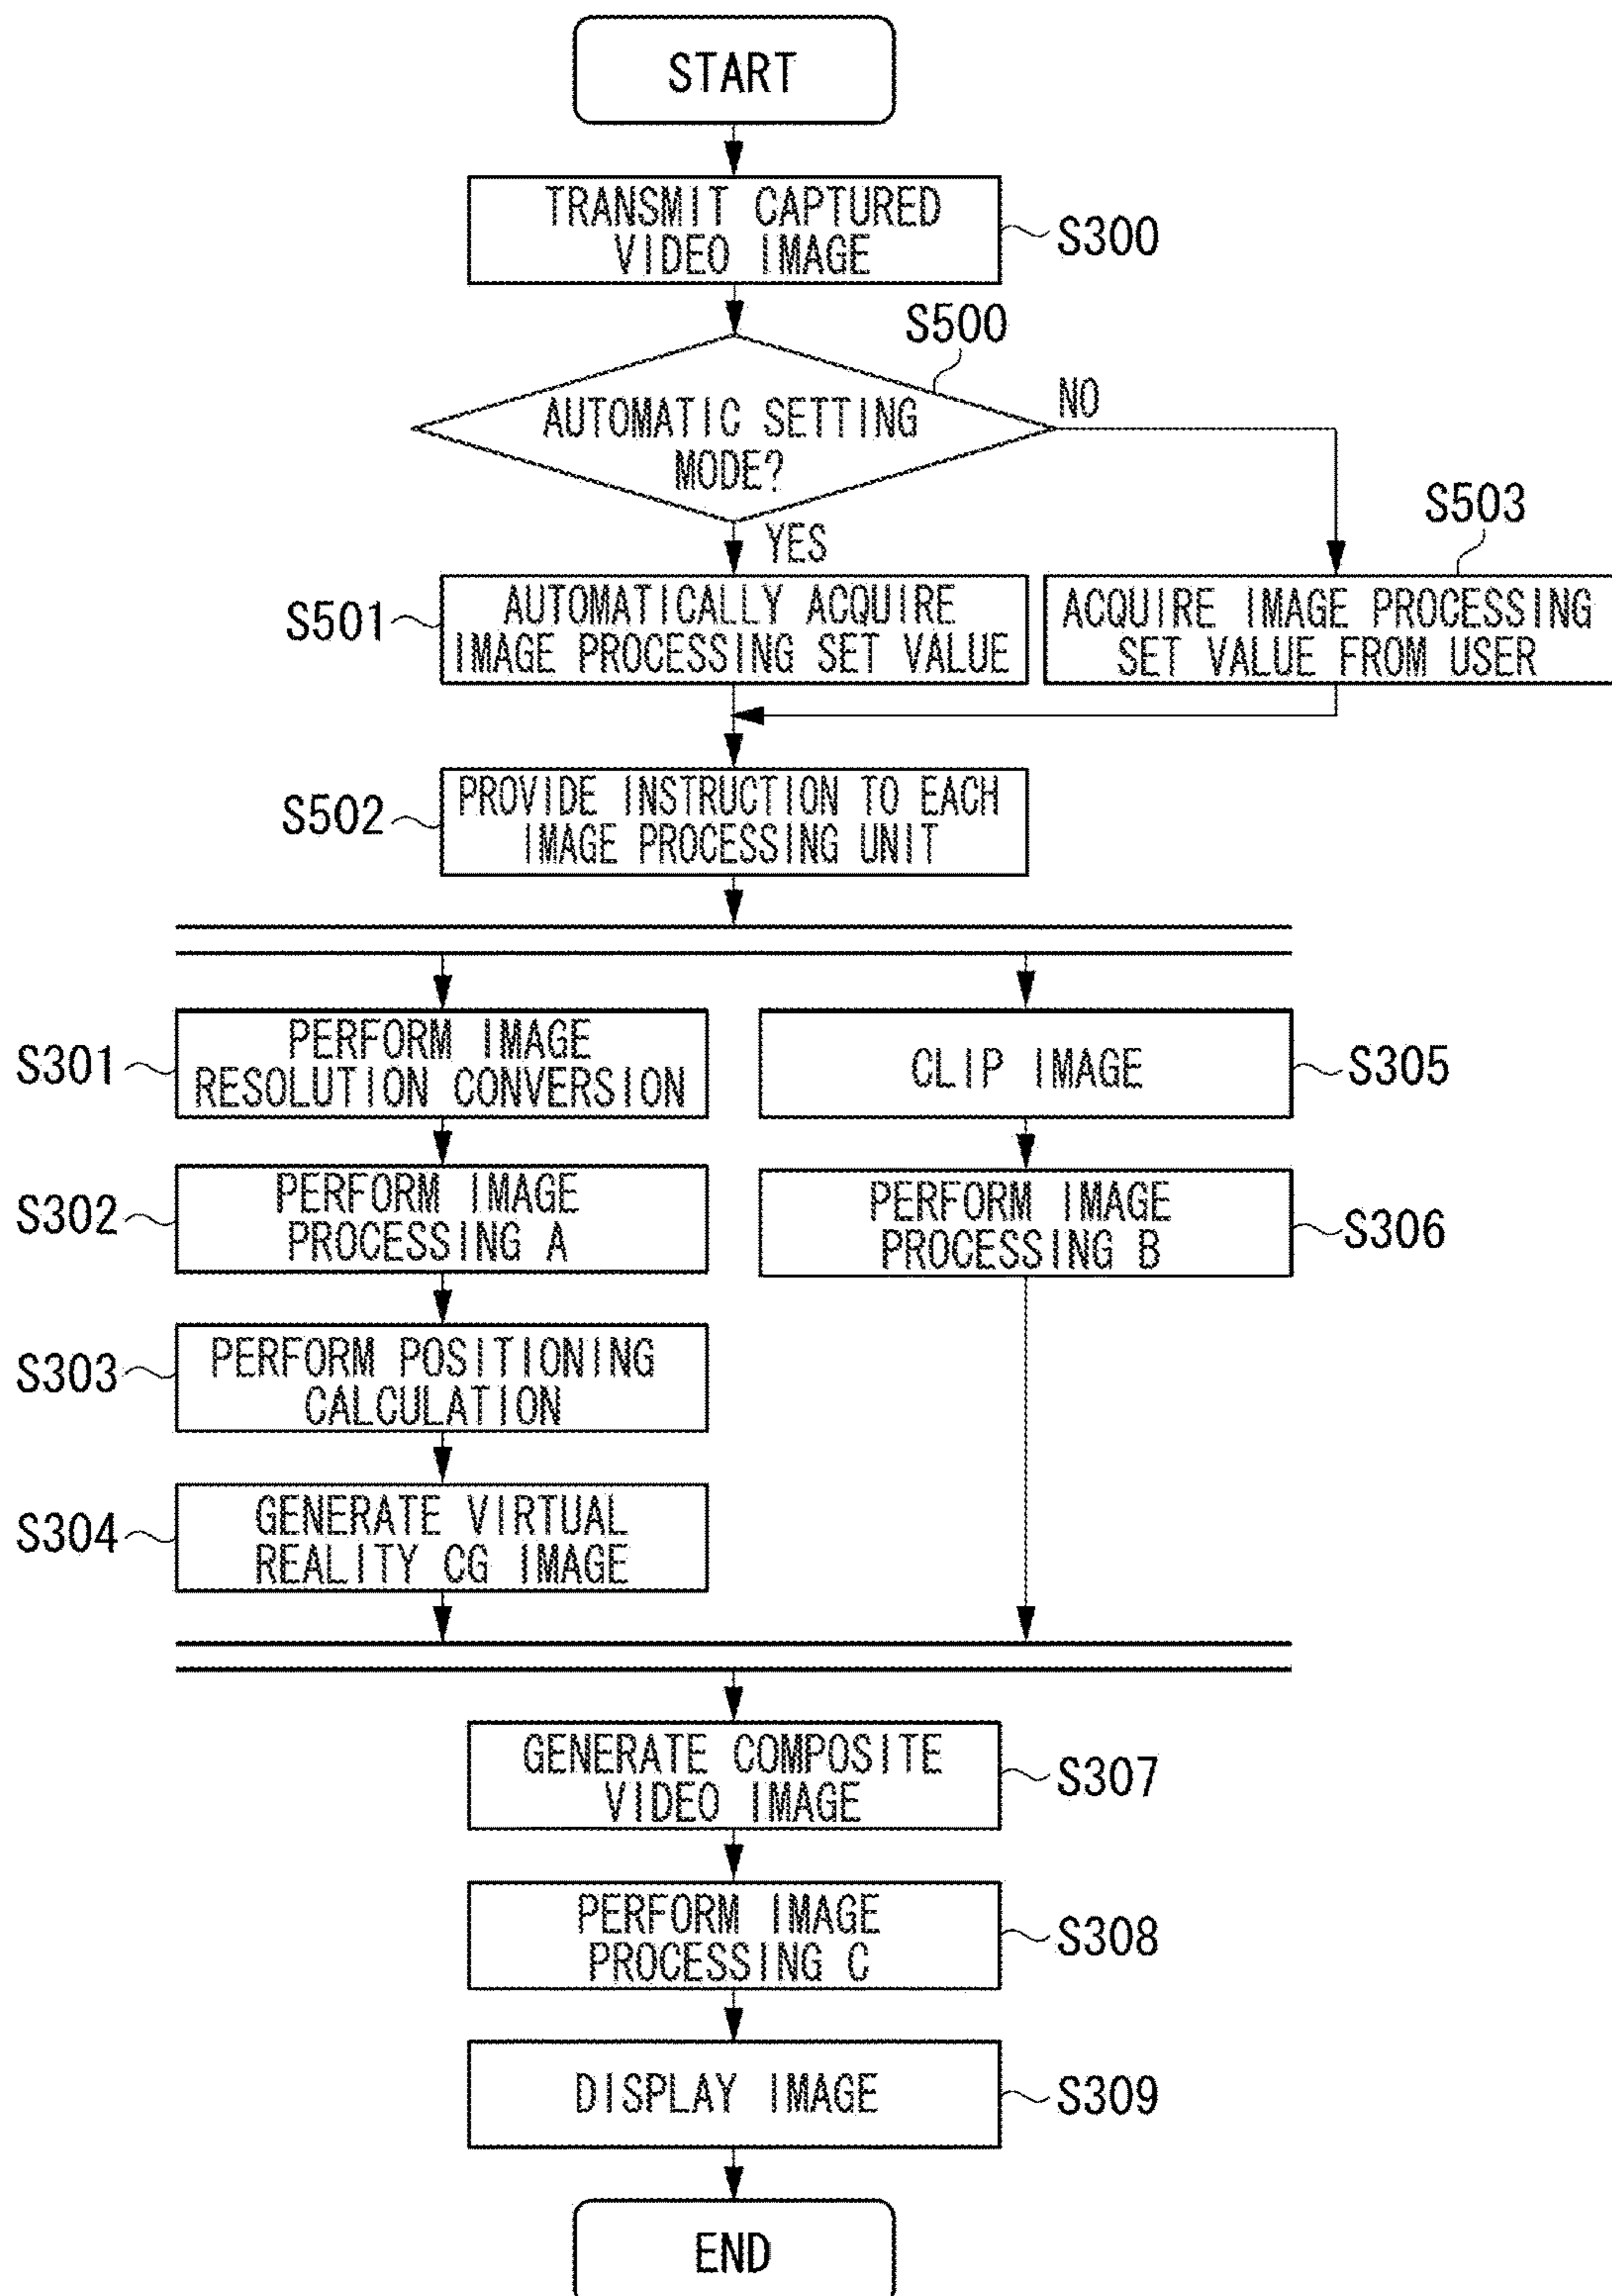 START
TRANSMIT CAPTURED
VIDEO IMAGE
S300
S500
AUTOMATIC SETTING
MODE?
NO
YES
S503
S501
AUTOMATICALLY ACQUIRE
IMAGE PROCESSING SET VALUE
ACQUIRE IMAGE PROCESSING
SET VALUE FROM USER
S502
PROVIDE INSTRUCTION TO EACH
IMAGE PROCESSING UNIT
S301
PERFORM IMAGE
RESOLUTION CONVERSION
CLIP IMAGE
S305
S302
PERFORM IMAGE
PROCESSING A
PERFORM IMAGE
PROCESSING B
S306
S303
PERFORM POSITIONING
CALCULATION
S304
GENERATE VIRTUAL
REALITY CG IMAGE
GENERATE COMPOSITE
VIDEO IMAGE
S307
PERFORM IMAGE
PROCESSING C
S308
DISPLAY IMAGE
S309
END